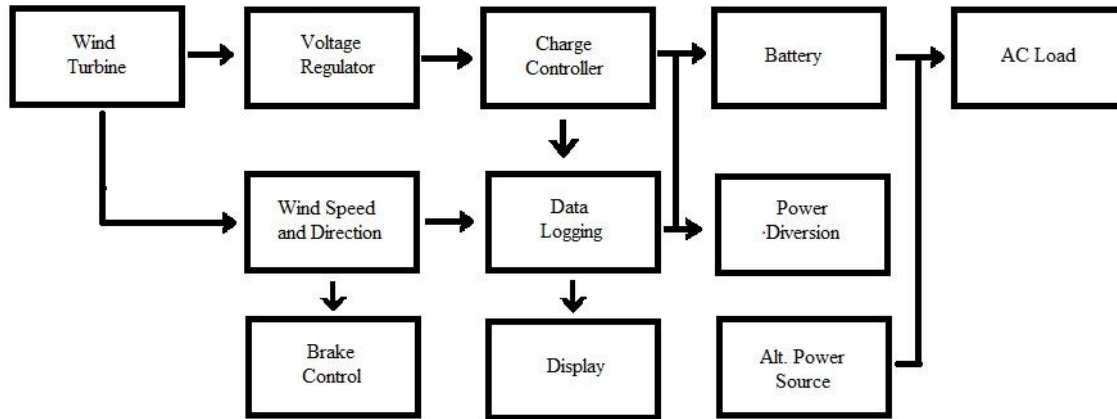 Wind
Turbine
Voltage
Regulator
Charge
Controller
Battery
AC Load
Wind Speed
and Direction
Data
Logging
Power
·Diversion
Brake
Control
Display
Alt. Power
Source